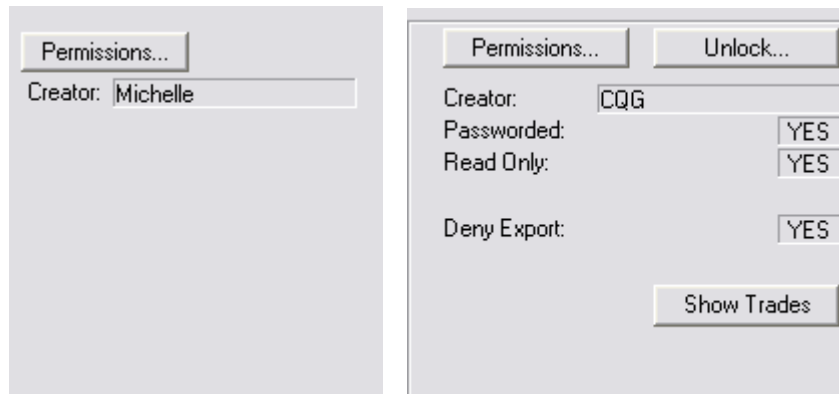 Permissions...
Creator: Michelle
Permissions... Unlock...
Creator: CQG
Passworded: YES
Read Only: YES
Deny Export: YES
Show Trades